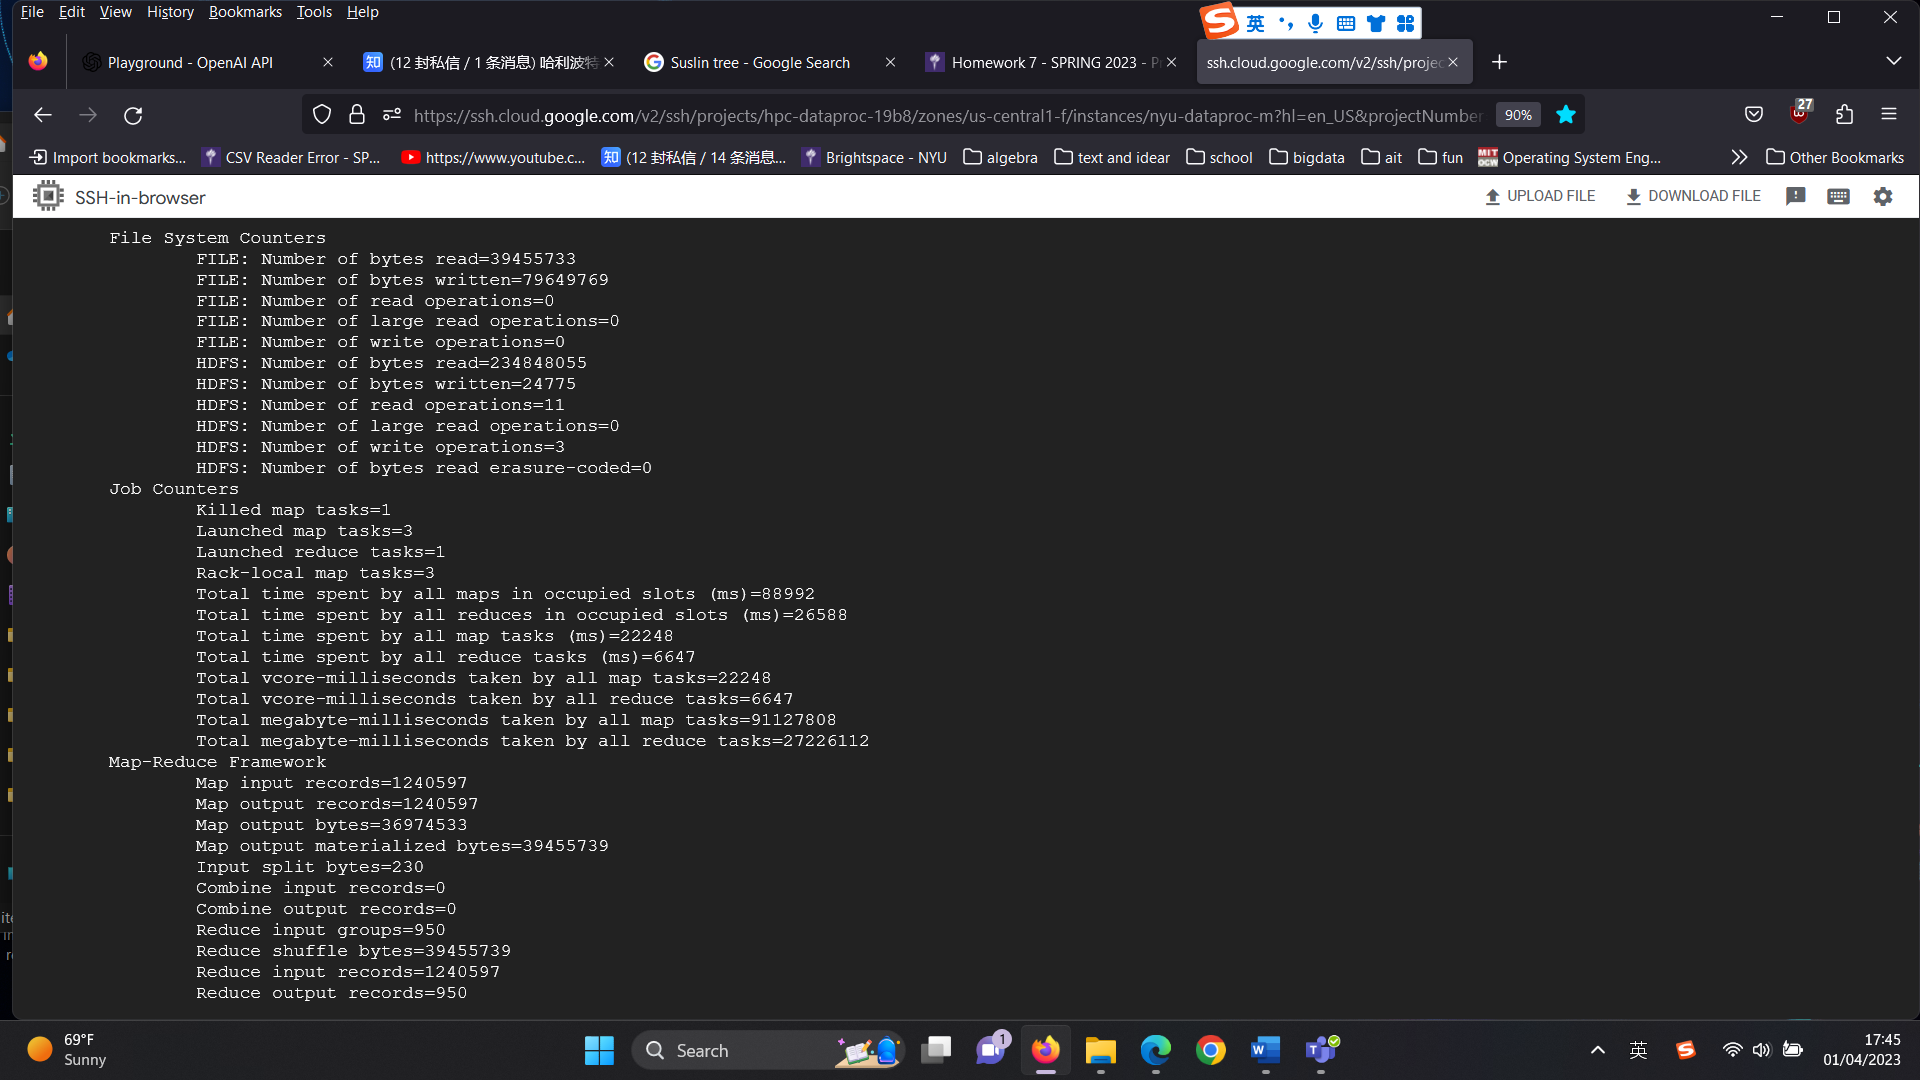 File Edit View History Bookmarks Tools Help
英
Playground - OpenAI API
知 (12 封私信 / 1 条消息) 哈利波特
Suslin tree - Google Search
Homework 7 - SPRING 2023 - P
ssh.cloud.google.com/v2/ssh/projec
https://ssh.cloud.google.com/v2/ssh/projects/hpc-dataproc-19b8/zones/us-central1-f/instances/nyu-dataproc-m?hl=en_US&projectNumber
90%
27
Import bookmarks... CSV Reader Error - SP... https://www.youtube.c... 知 (12 封私信 / 14 条消息... Brightspace - NYU algebra text and idear school bigdata ait fun MIT OCW Operating System Eng... Other Bookmarks
SSH-in-browser
UPLOAD FILE DOWNLOAD FILE
File System Counters
FILE: Number of bytes read=39455733
FILE: Number of bytes written=79649769
FILE: Number of read operations=0
FILE: Number of large read operations=0
FILE: Number of write operations=0
HDFS: Number of bytes read=234848055
HDFS: Number of bytes written=24775
HDFS: Number of read operations=11
HDFS: Number of large read operations=0
HDFS: Number of write operations=3
HDFS: Number of bytes read erasure-coded=0
Job Counters
Killed map tasks=1
Launched map tasks=3
Launched reduce tasks=1
Rack-local map tasks=3
Total time spent by all maps in occupied slots (ms)=88992
Total time spent by all reduces in occupied slots (ms)=26588
Total time spent by all map tasks (ms)=22248
Total time spent by all reduce tasks (ms)=6647
Total vcore-milliseconds taken by all map tasks=22248
Total vcore-milliseconds taken by all reduce tasks=6647
Total megabyte-milliseconds taken by all map tasks=91127808
Total megabyte-milliseconds taken by all reduce tasks=27226112
Map-Reduce Framework
Map input records=1240597
Map output records=1240597
Map output bytes=36974533
Map output materialized bytes=39455739
Input split bytes=230
Combine input records=0
Combine output records=0
Reduce input groups=950
Reduce shuffle bytes=39455739
Reduce input records=1240597
Reduce output records=950
69°F
Sunny
Search
1
英
17:45
01/04/2023